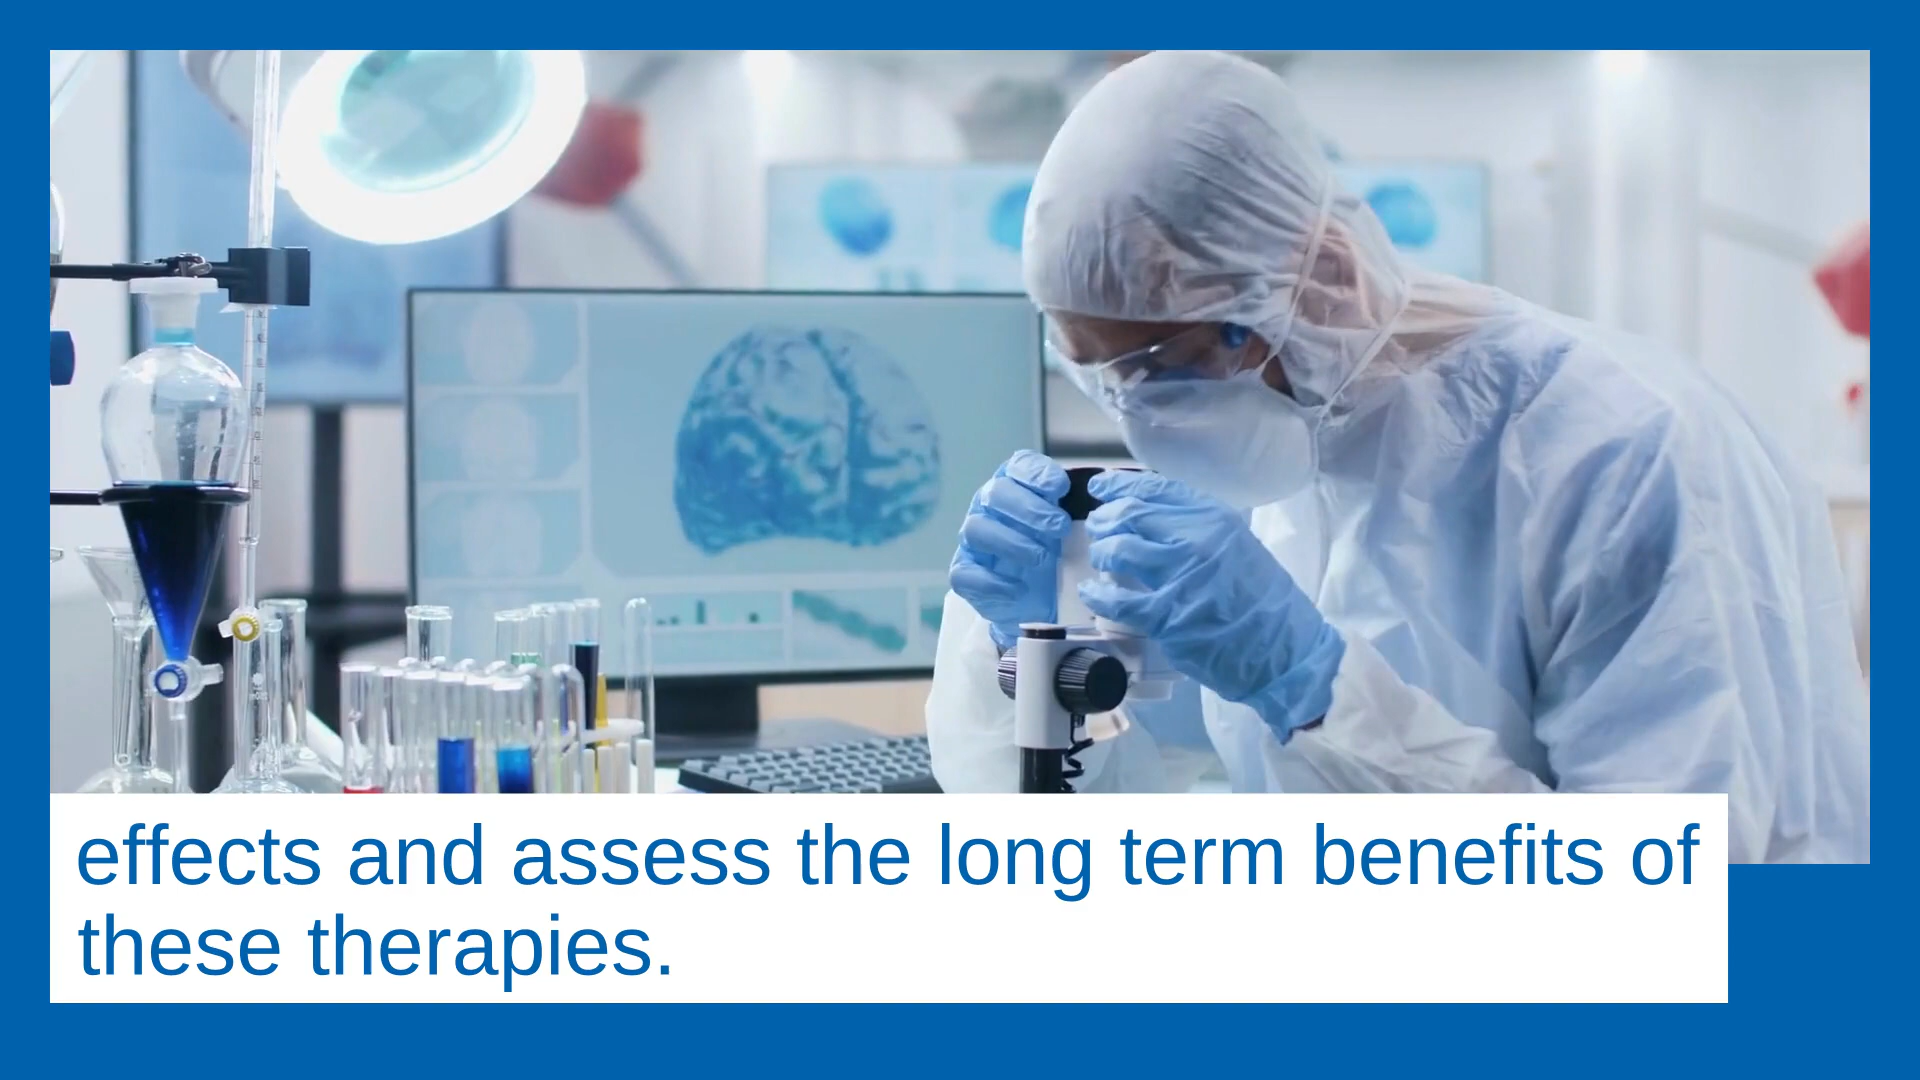 effects and assess the long term benefits of
these therapies.